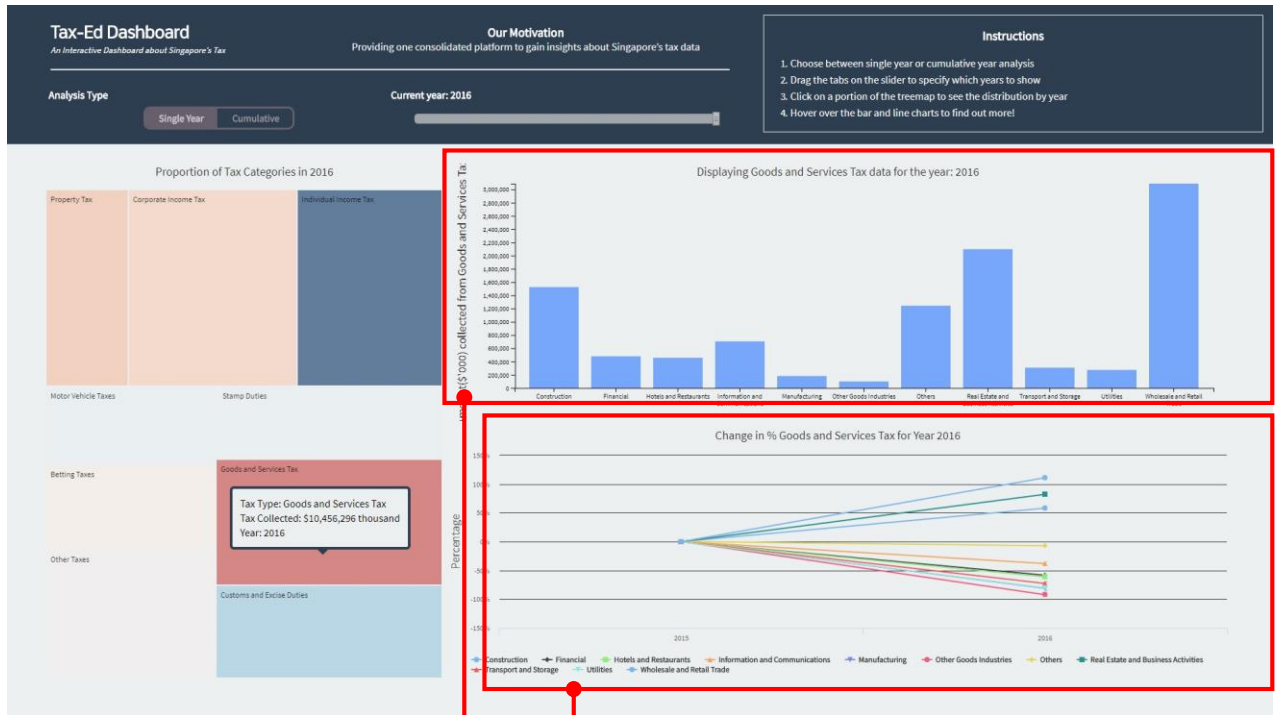 Tax-Ed Dashboard
An Interactive Dashboard about Singapore's Tax
Our Motivation
Providing one consolidated platform to gain insights about Singapore's tax data
Analysis Type
Single Year
Cumulative
Current year: 2016
Instructions
1. Choose between single year or cumulative year analysis
2. Drag the tabs on the slider to specify which years to show
3. Click on a portion of the treemap to see the distribution by year
4. Hover over the bar and line charts to find out more!
Proportion of Tax Categories in 2016
Property Tax
Corporate Income Tax
Individual Income Tax
Motor Vehicle Taxes
Stamp Duties
Betting Taxes
Goods and Services Tax
Tax Type: Goods and Services Tax
Tax Collected: $10,456,296 thousand
Year: 2016
Other Taxes
Customs and Excise Duties
Displaying Goods and Services Tax data for the year: 2016
($'000) collected from Goods and Services
3,000,000
2,800,000
2,600,000
2,400,000
2,200,000
2,000,000
1,800,000
1,600,000
1,400,000
1,200,000
1,000,000
800,000
600,000
400,000
200,000
0
Construction
Financial
Hotels and Restaurants
Information and
Manufacturing
Other Goods Industries
Others
Real Estate and
Transport and Storage
Utilities
Wholesale and Retail
Change in % Goods and Services Tax for Year 2016
Percentage
150%
100%
50%
0%
-50%
-100%
-150%
2015
2016
Construction Financial Hotels and Restaurants Information and Communications Manufacturing Other Goods Industries Others Real Estate and Business Activities
Transport and Storage Utilities Wholesale and Retail Trade